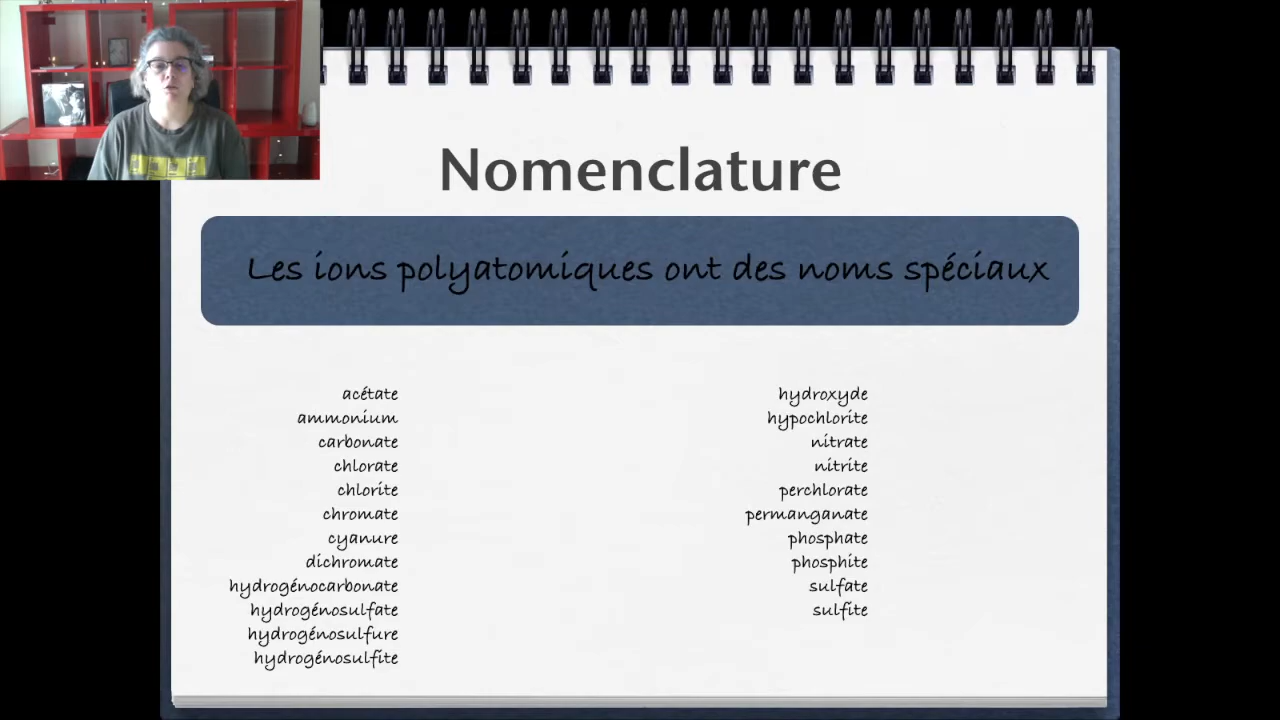 Nomenclature
Les ions polyatomiques ont des noms spéciaux
acétate
ammonium
carbonate
chlorate
chlorite
chromate
cyanure
dichromate
hydrogénocarbonate
hydrogénosulfate
hydrogénosulfure
hydrogénosulfite
hydroxyde
hypochlorite
nitrate
nitrite
perchlorate
permanganate
phosphate
phosphite
sulfate
sulfite